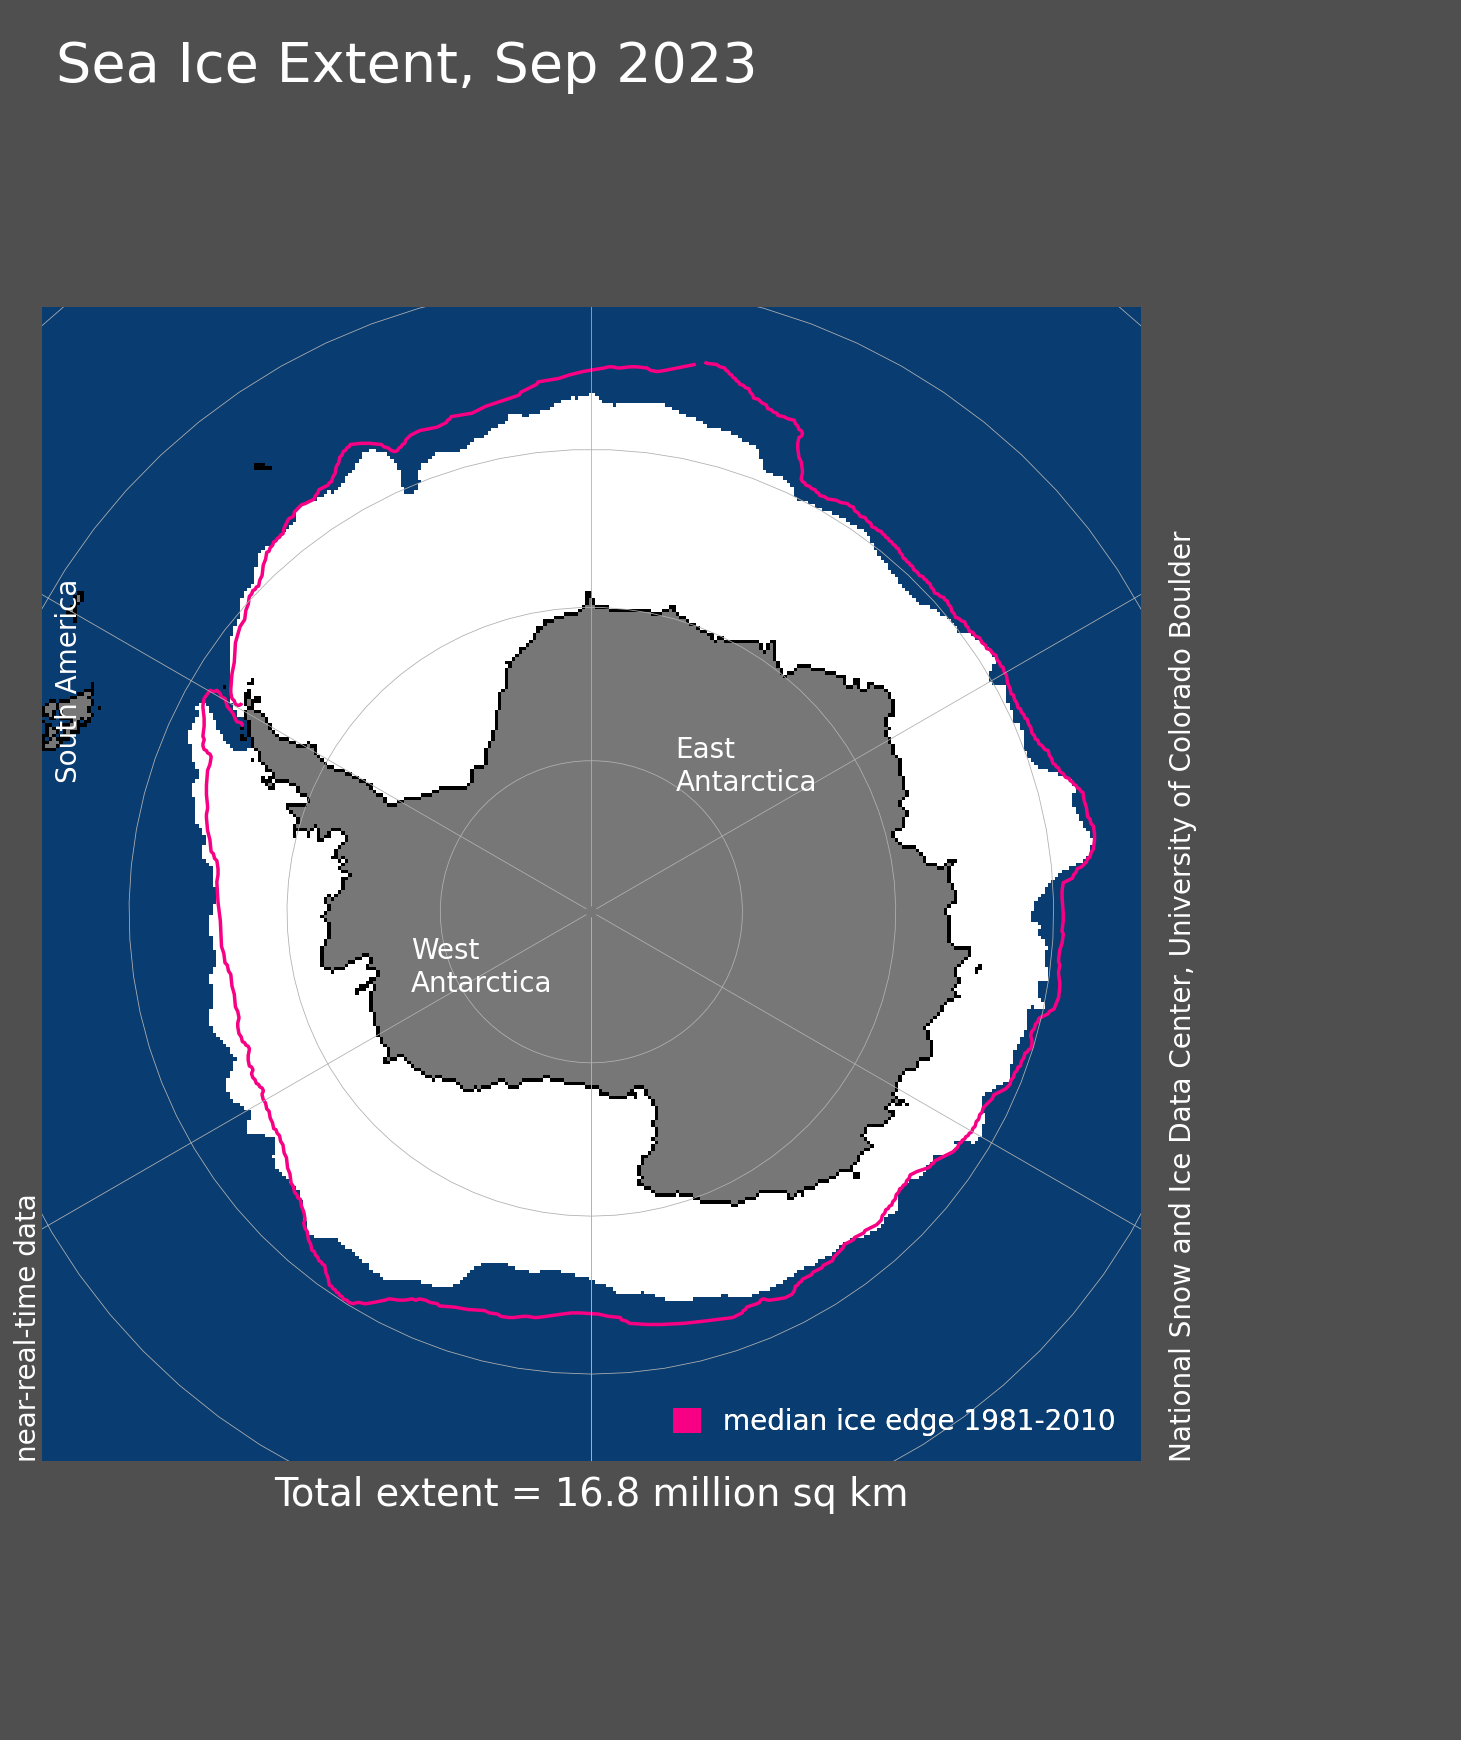 Sea Ice Extent, Sep 2023
South America
East
Antarctica
West
Antarctica
near-real-time data
National Snow and Ice Data Center, University of Colorado Boulder
median ice edge 1981-2010
Total extent = 16.8 million sq km